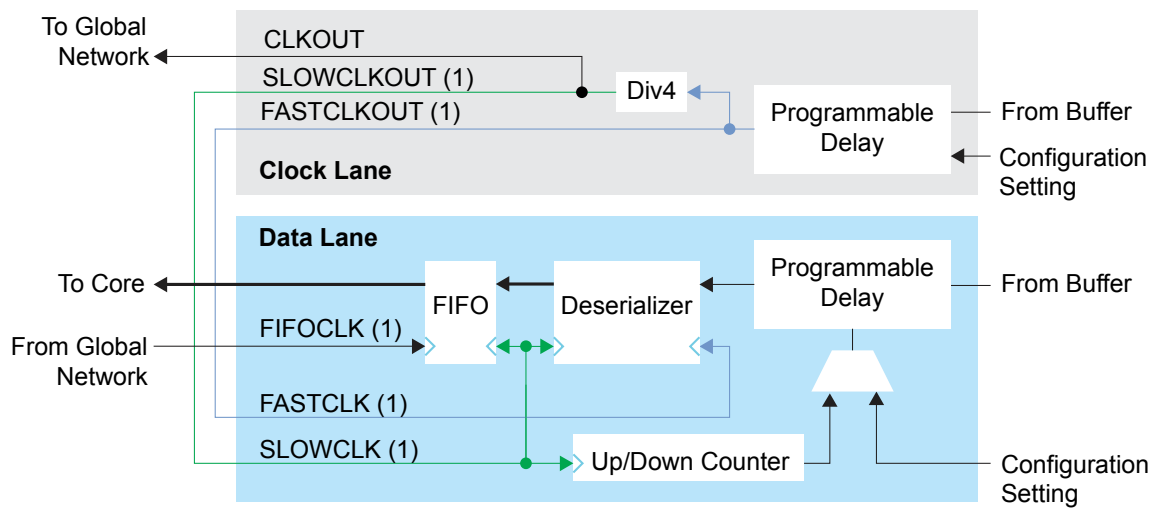 To Global
Network
CLKOUT
SLOWCLKOUT (1)
FASTCLKOUT (1)
Div4
Programmable
Delay
From Buffer
Configuration
Setting
Clock Lane
Data Lane
To Core
FIFO
Deserializer
Programmable
Delay
From Buffer
FIFOCLK (1)
From Global
Network
FASTCLK (1)
SLOWCLK (1)
Up/Down Counter
Configuration
Setting